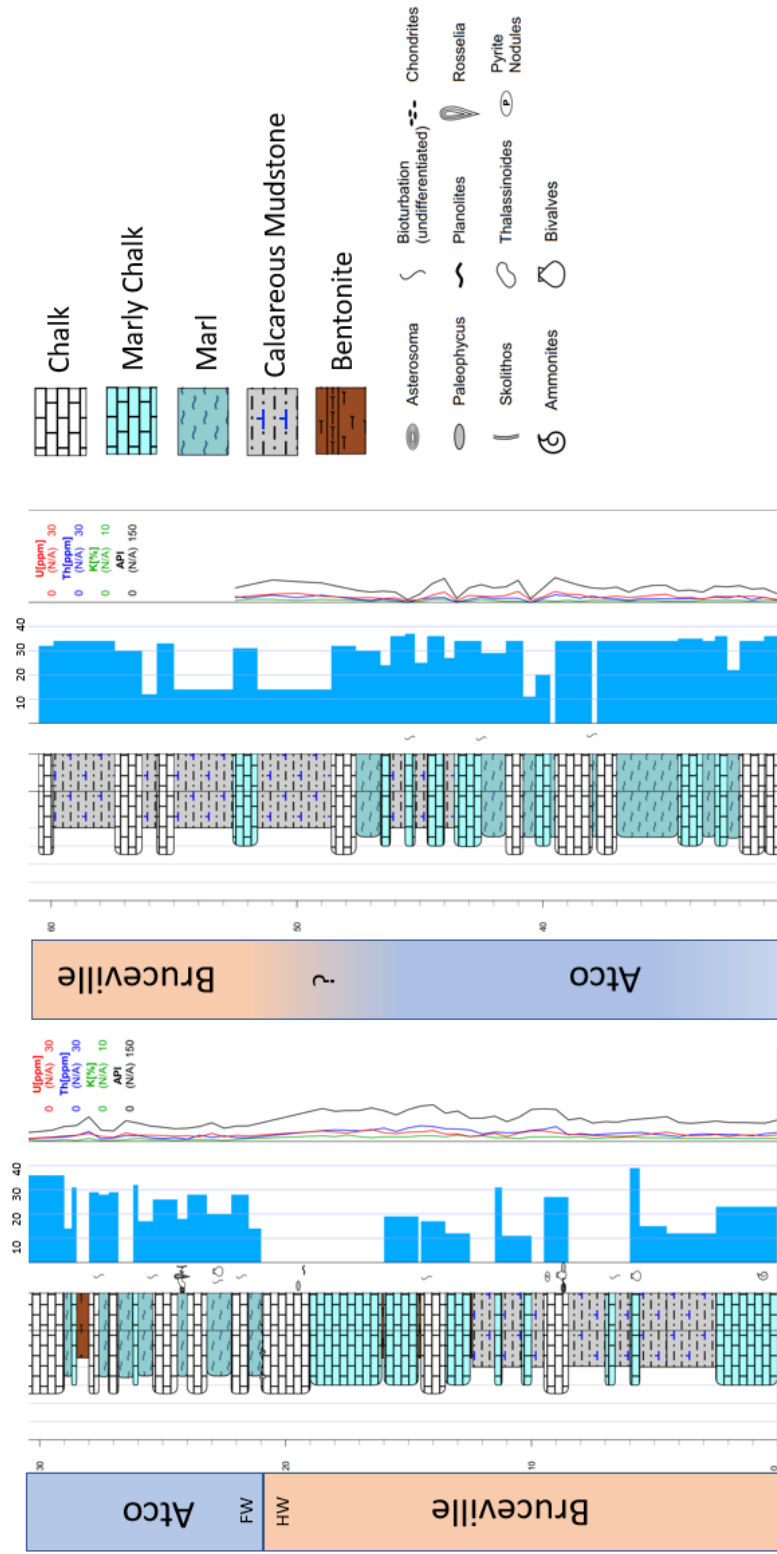 Chalk
Marly Chalk
Marl
Calcareous Mudstone
Bentonite
Asterosoma
Bioturbation
(undifferentiated)
Chondrites
Paleophycus
Planolites
Rosselia
Skolithos
Thalassinoides
P
Pyrite
Nodules
Ammonites
Bivalves
U[ppm]
0 (N/A) 30
Th[ppm]
0 (N/A) 30
K[%]
0 (N/A) 10
API
0 (N/A) 150
10 20 30 40
60
50
40
Bruceville
?
Atco
U[ppm]
0 (N/A) 30
Th[ppm]
0 (N/A) 30
K[%]
0 (N/A) 10
API
0 (N/A) 150
10 20 30 40
30
20
10
0
Atco
FW
HW
Bruceville